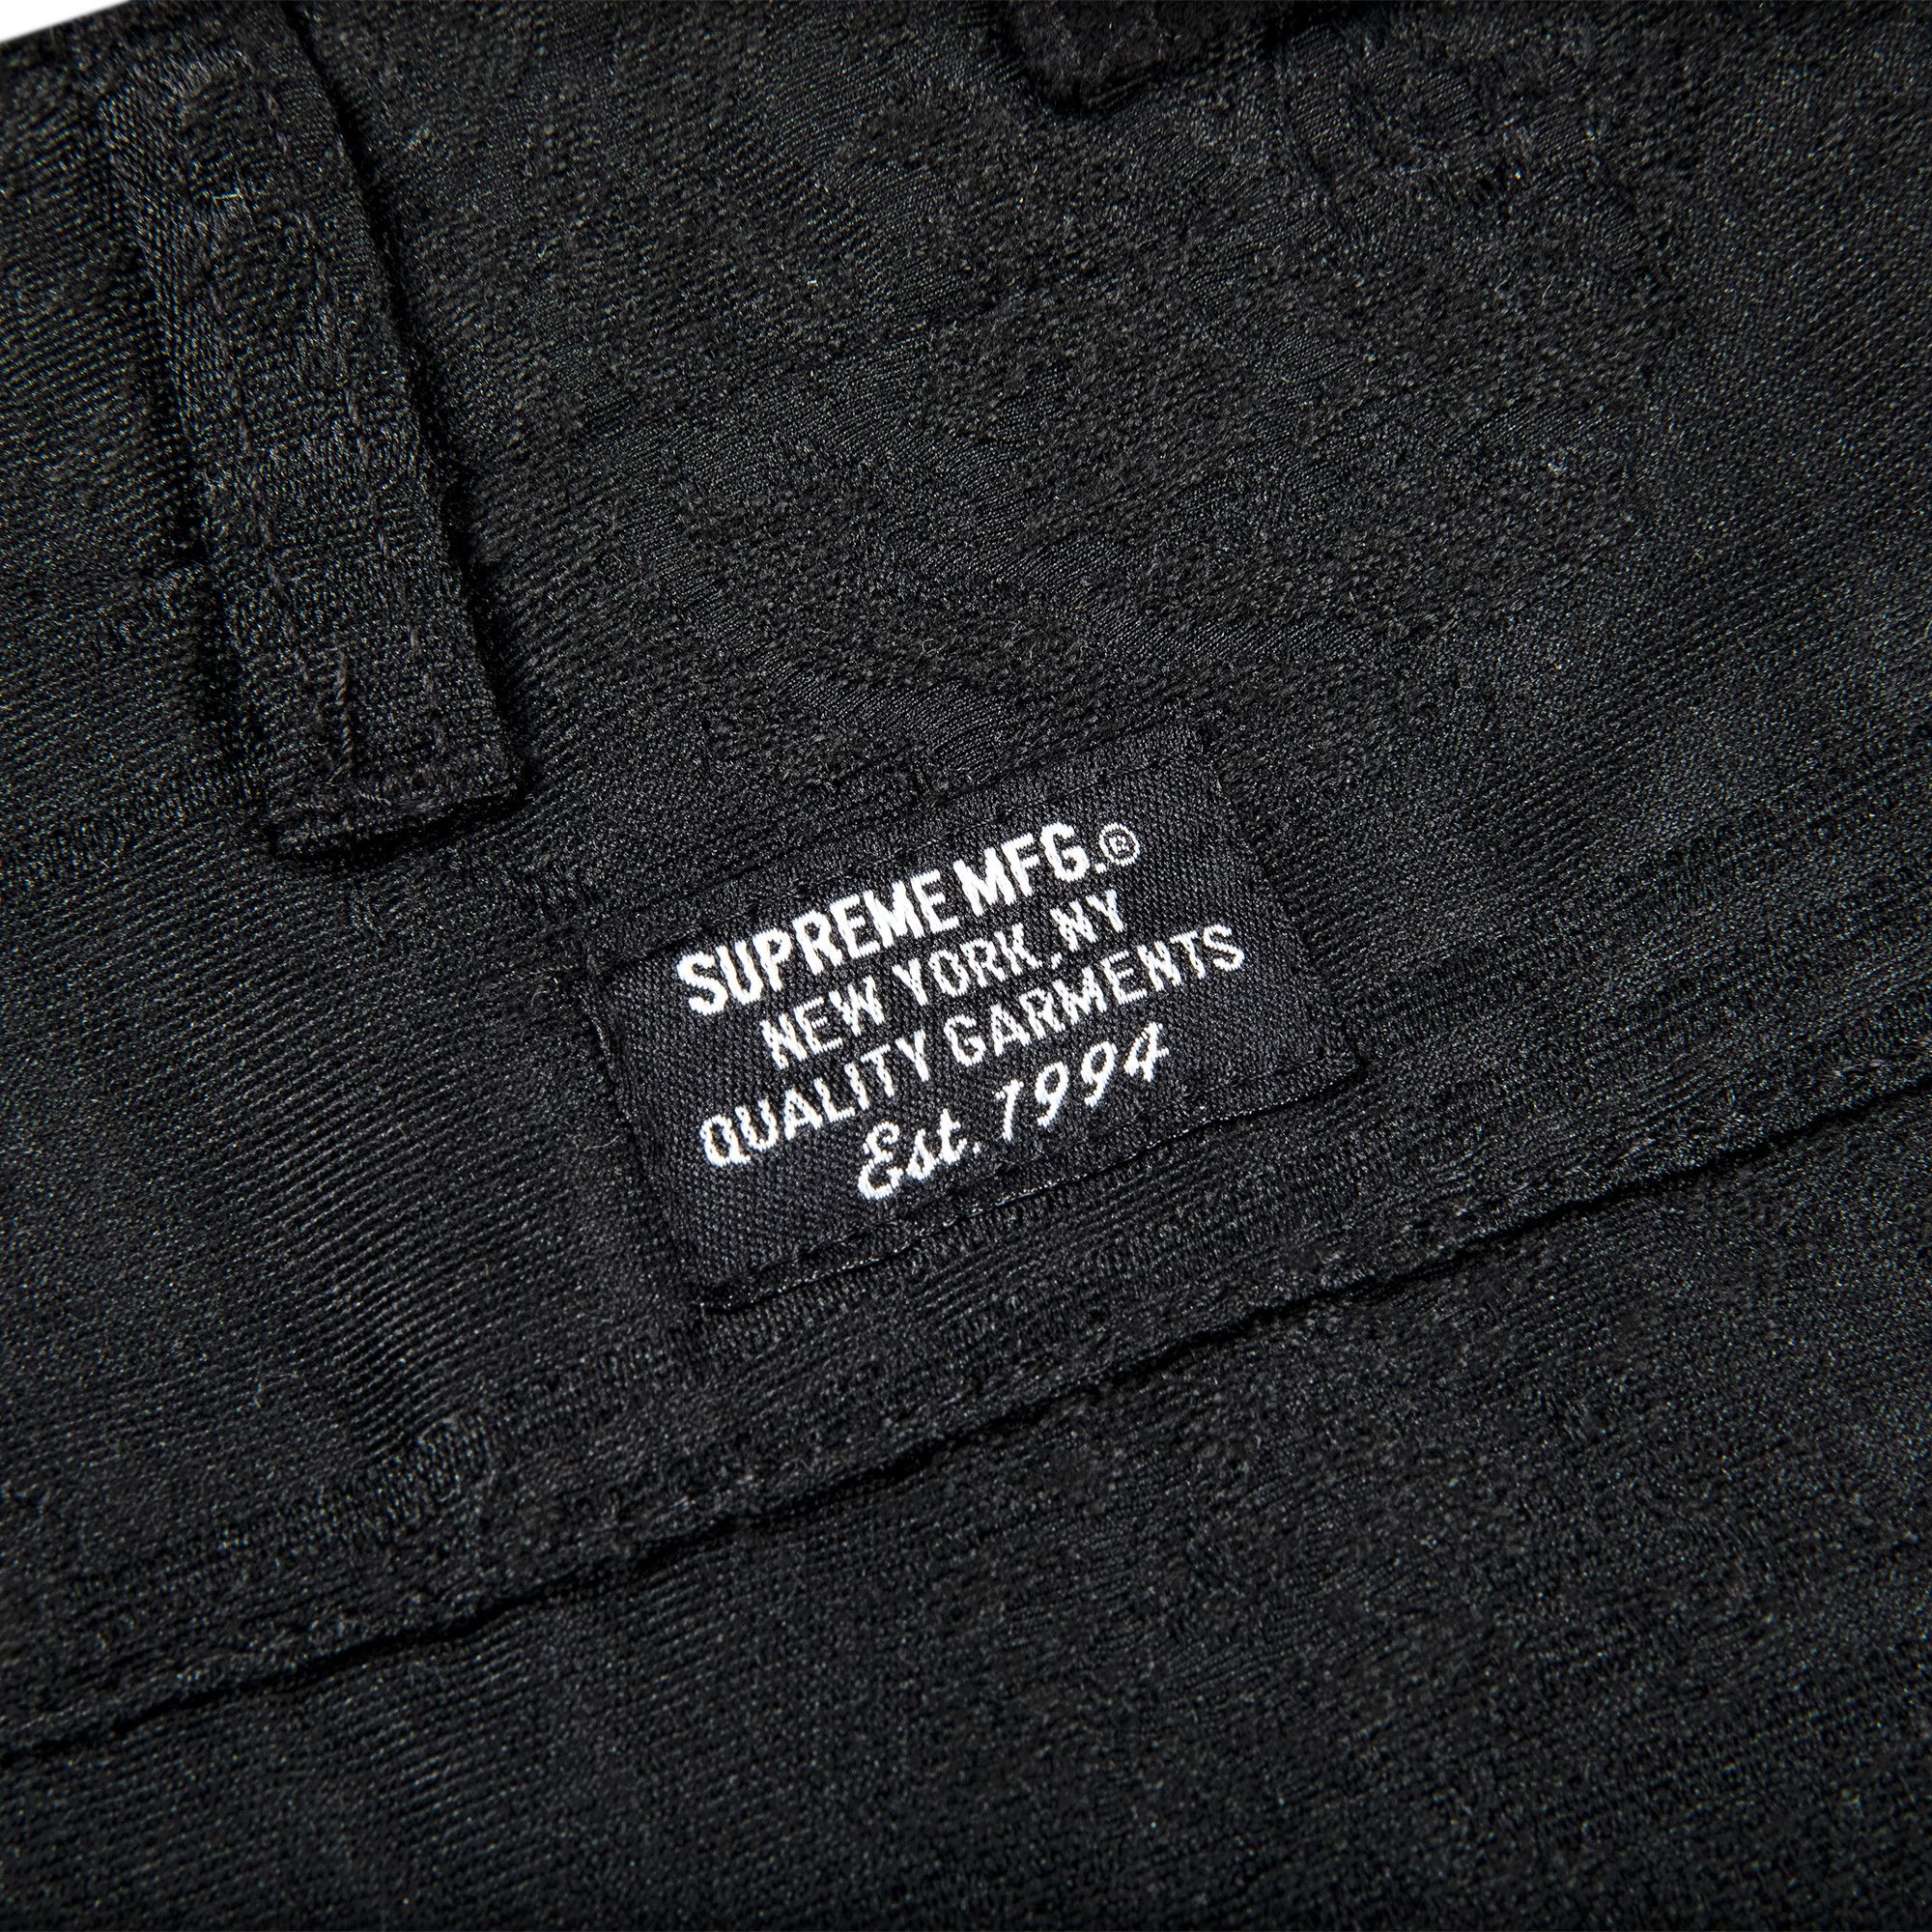 SUPREME MFG.®
NEW YORK, NY
QUALITY GARMENTS
Est. 1994